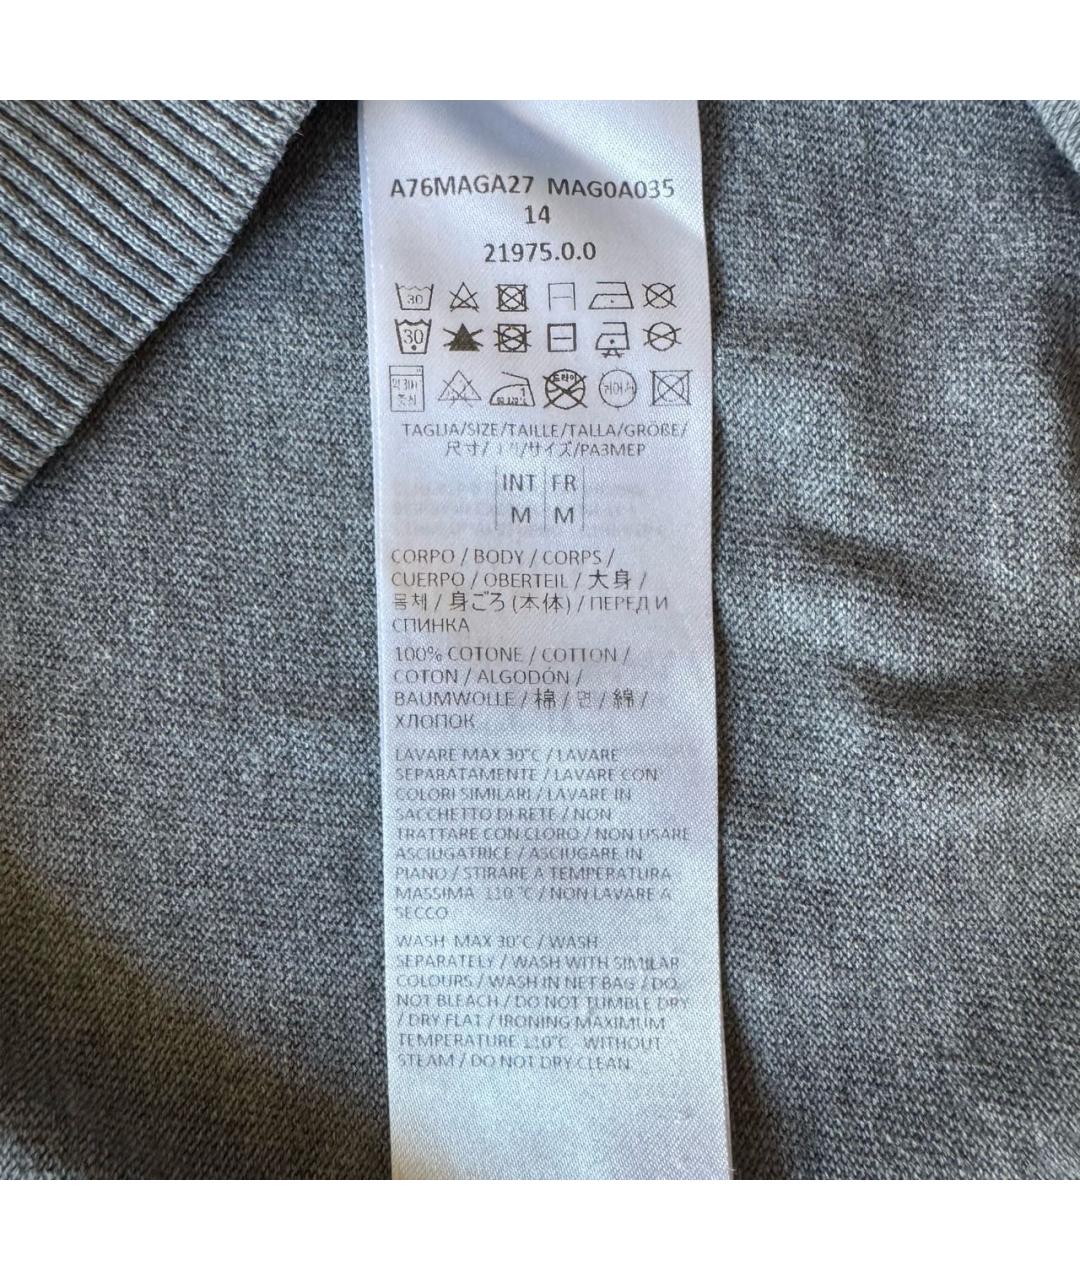 A76MAGA27 MAG0A035
14
21975.0.0
30
30
TAGLIA/SIZE/TAILLE/TALLA/GRÖßE/
尺寸/ /サイズ/РАЗМЕР
INT FR
M M
CORPO / BODY / CORPS /
CUERPO / OBERTEIL / 大身 /
몸체 / 身ごろ (本体) / ПЕРЕД И
СПИНКА
100% COTONE / COTTON /
COTON / ALGODÓN /
BAUMWOLLE / 棉 / 면 / 綿 /
ХЛОПОК
LAVARE MAX 30°C / LAVARE
SEPARATAMENTE / LAVARE CON
COLORI SIMILARI / LAVARE IN
SACCHETTO DI RETE / NON
TRATTARE CON CLORO / NON USARE
ASCIUGATRICE / ASCIUGARE IN
PIANO / STIRARE A TEMPERATURA
MASSIMA 110 °C / NON LAVARE A
SECCO
WASH MAX 30°C / WASH
SEPARATELY / WASH WITH SIMILAR
COLOURS / WASH IN NET BAG / DO
NOT BLEACH / DO NOT TUMBLE DRY
/ DRY FLAT / IRONING MAXIMUM
TEMPERATURE 110°C - WITHOUT
STEAM / DO NOT DRY CLEAN